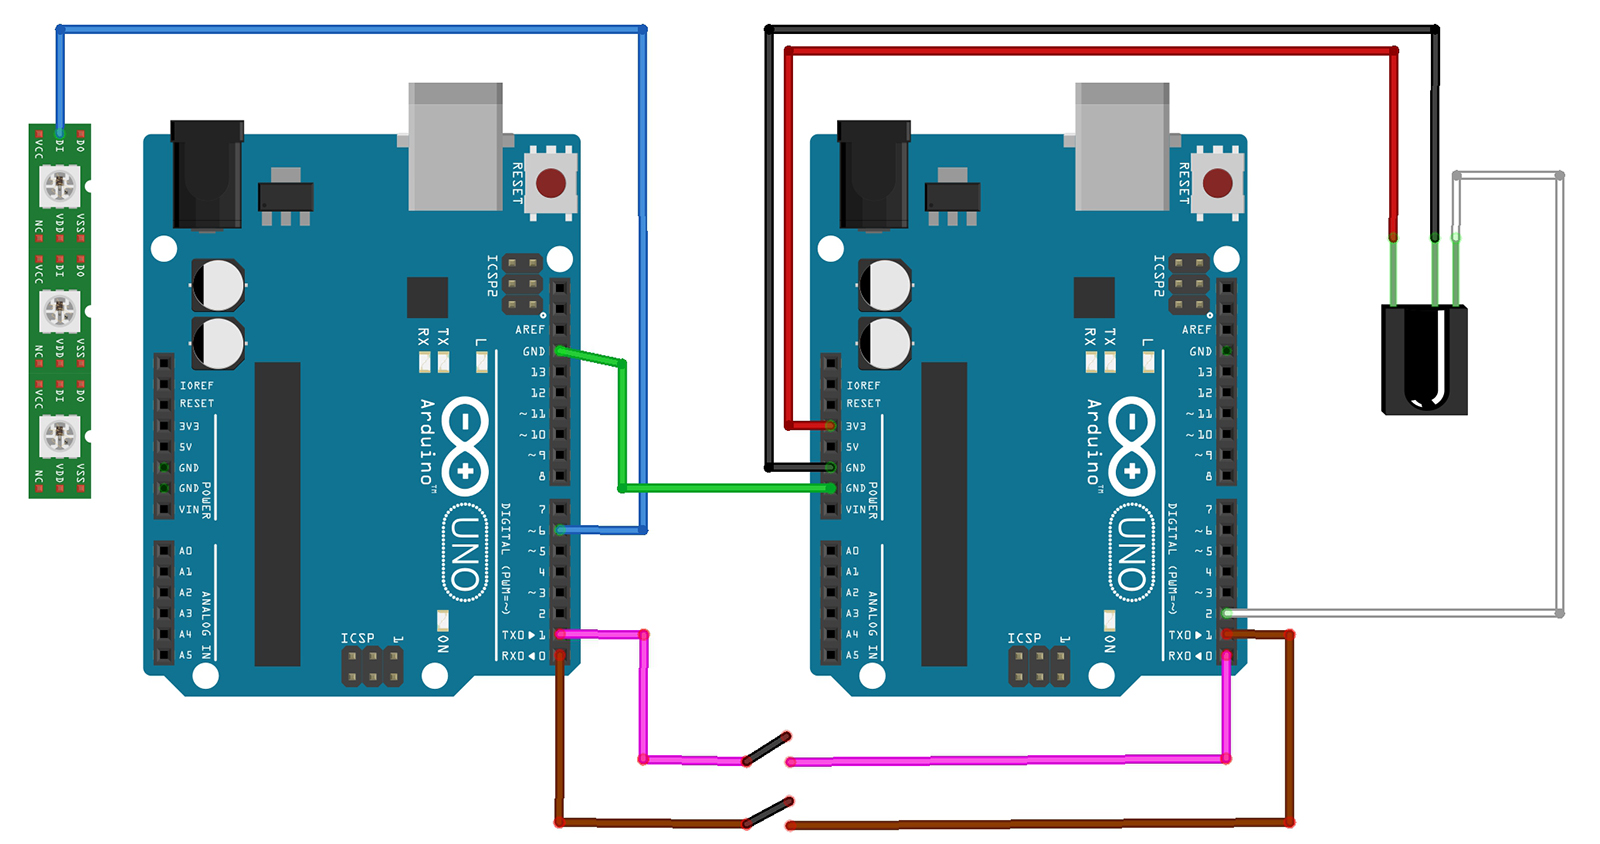 VCC DI DO
NC VDD VSS
VCC DI DO
NC VDD VSS
VCC DI DO
NC VDD VSS
RESET
ICSP2
AREF
GND
13
12
~11
~10
~9
8
7
~6
~5
4
~3
2
TX0 ▶ 1
RX0 ◀ 0
RX TX L
IOREF
RESET
3V3
5V
GND
GND
VIN
POWER
A0
A1
A2
A3
A4
A5
ANALOG IN
Arduino™
UNO
DIGITAL (PWM=~)
ICSP 1
ON
RESET
ICSP2
AREF
GND
13
12
~11
~10
~9
8
7
~6
~5
4
~3
2
TX0 ▶ 1
RX0 ◀ 0
RX TX L
IOREF
RESET
3V3
5V
GND
GND
VIN
POWER
A0
A1
A2
A3
A4
A5
ANALOG IN
Arduino™
UNO
DIGITAL (PWM=~)
ICSP 1
ON